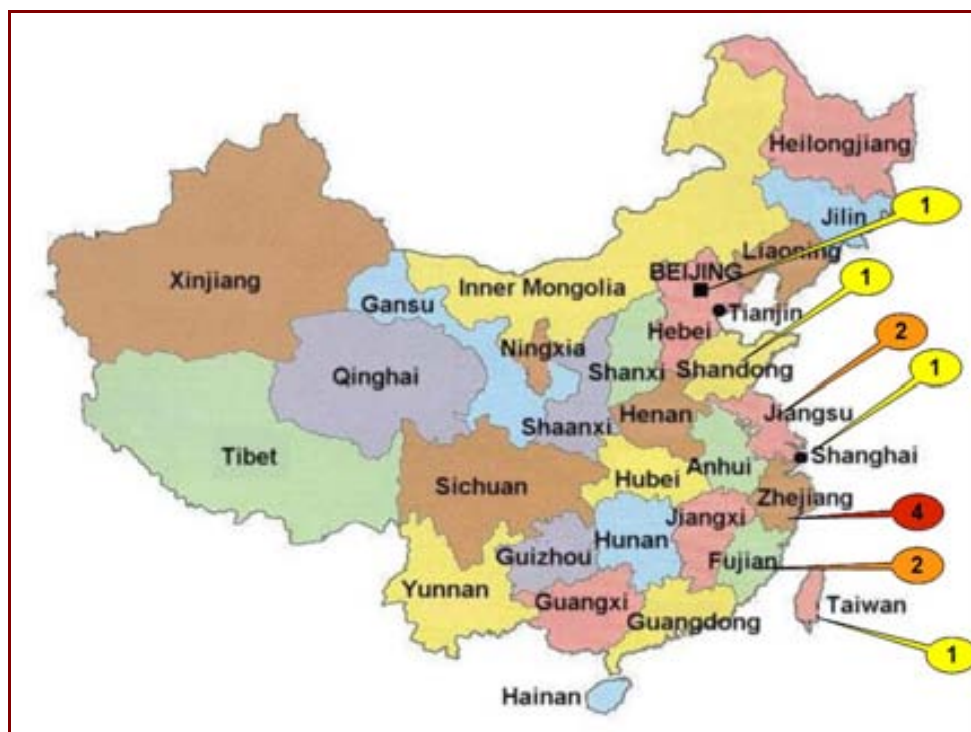 Heilongjiang
Jilin
1
Liaoning
BEIJING
Xinjiang
Inner Mongolia
1
Gansu
Tianjin
Hebei
2
Ningxia
Shandong
Qinghai
Shanxi
1
Jiangsu
Henan
Shaanxi
Tibet
Shanghai
Anhui
Sichuan
Hubei
Zhejiang
4
Jiangxi
Hunan
Guizhou
Fujian
2
Yunnan
Guangxi
Taiwan
Guangdong
1
Hainan